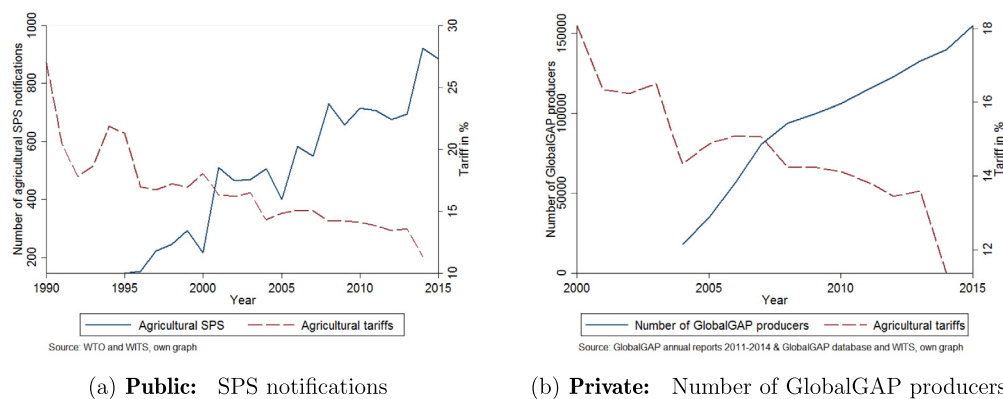 1000
800
600
400
200
Number of agricultural SPS notifications
30
25
20
15
10
Tariff in %
1990 1995 2000 2005 2010 2015
Year
Agricultural SPS Agricultural tariffs
Source: WTO and WITS, own graph
(a) Public: SPS notifications
150000
100000
50000
0
Number of GlobalGAP producers
18
16
14
12
Tariff in %
2000 2005 2010 2015
Year
Number of GlobalGAP producers Agricultural tariffs
Source: GlobalGAP annual reports 2011-2014 & GlobalGAP database and WITS, own graph
(b) Private: Number of GlobalGAP producers